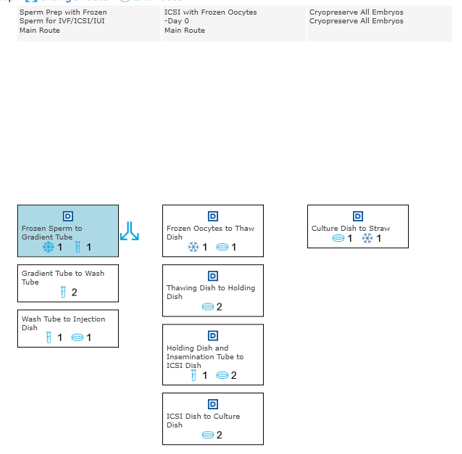 Sperm Prep with Frozen
Sperm for IVF/ICSI/IUI
Main Route
ICSI with Frozen Oocytes
-Day 0
Main Route
Cryopreserve All Embryos
Cryopreserve All Embryos
D
Frozen Sperm to
Gradient Tube
1 1
Gradient Tube to Wash
Tube
2
Wash Tube to Injection
Dish
1 1
D
Frozen Oocytes to Thaw
Dish
1 1
D
Thawing Dish to Holding
Dish
2
D
Holding Dish and
Insemination Tube to
ICSI Dish
1 2
D
ICSI Dish to Culture
Dish
2
D
Culture Dish to Straw
1 1